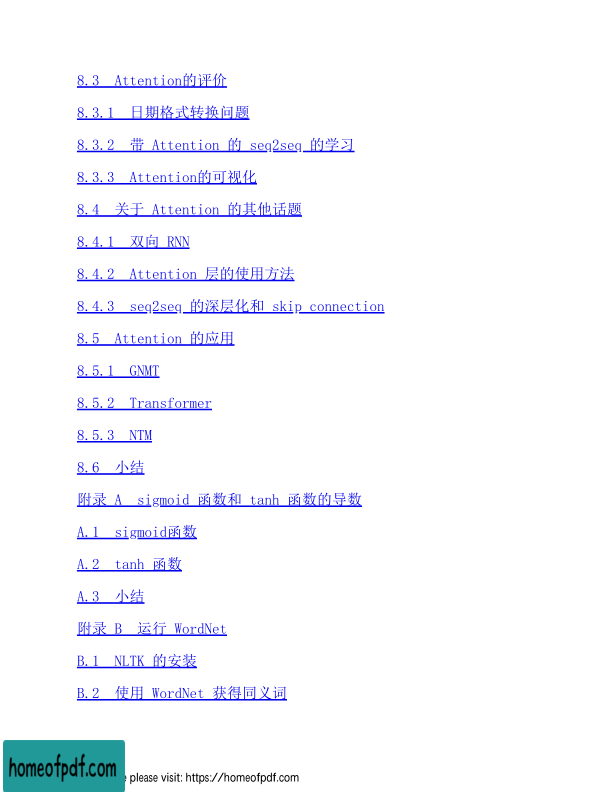 8.3 Attention的评价
8.3.1 日期格式转换问题
8.3.2 带 Attention 的 seq2seq 的学习
8.3.3 Attention的可视化
8.4 关于 Attention 的其他话题
8.4.1 双向 RNN
8.4.2 Attention 层的使用方法
8.4.3 seq2seq 的深层化和 skip connection
8.5 Attention 的应用
8.5.1 GNMT
8.5.2 Transformer
8.5.3 NTM
8.6 小结
附录 A sigmoid 函数和 tanh 函数的导数
A.1 sigmoid函数
A.2 tanh 函数
A.3 小结
附录 B 运行 WordNet
B.1 NLTK 的安装
B.2 使用 WordNet 获得同义词
homeofpdf.com
please visit: https://homeofpdf.com